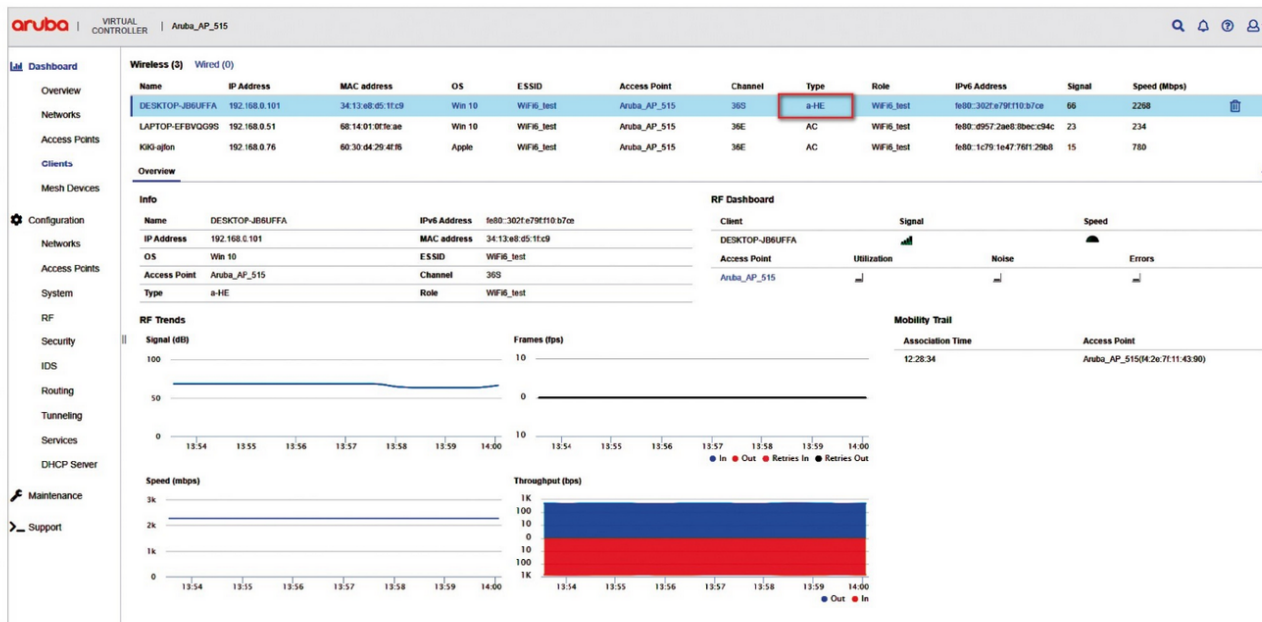 aruba | VIRTUAL CONTROLLER | Aruba_AP_515
Dashboard
Overview
Networks
Access Points
Clients
Mesh Devices
Configuration
Networks
Access Points
System
RF
Security
IDS
Routing
Tunneling
Services
DHCP Server
Maintenance
Support
Wireless (3) Wired (0)
Name IP Address MAC address OS ESSID Access Point Channel Type Role IPv6 Address Signal Speed (Mbps)
DESKTOP-JB6UFFA 192.168.0.101 34:13:e8:d5:1f:c9 Win 10 WiFi6_test Aruba_AP_515 36S a-HE WiFi6_test fe80::302f:e79f:f10:b7ce 66 2268
LAPTOP-EFBVQG9S 192.168.0.51 68:14:01:0f:fe:ae Win 10 WiFi6_test Aruba_AP_515 36E AC WiFi6_test fe80::d957:2ae8:8bec:c94c 23 234
KiKi-ajfon 192.168.0.76 60:30:d4:29:4f:f6 Apple WiFi6_test Aruba_AP_515 36E AC WiFi6_test fe80::1c79:1e47:76f1:29b8 15 780
Overview
Info
Name DESKTOP-JB6UFFA IPv6 Address fe80::302f:e79f:f10:b7ce
IP Address 192.168.0.101 MAC address 34:13:e8:d5:1f:c9
OS Win 10 ESSID WiFi6_test
Access Point Aruba_AP_515 Channel 36S
Type a-HE Role WiFi6_test
RF Dashboard
Client Signal Speed
DESKTOP-JB6UFFA
Access Point Utilization Noise Errors
Aruba_AP_515
RF Trends
Signal (dB)
100
50
0
13:54 13:55 13:56 13:57 13:58 13:59 14:00
Frames (fps)
10
0
10
13:54 13:55 13:56 13:57 13:58 13:59 14:00
In Out Retries In Retries Out
Mobility Trail
Association Time Access Point
12:28:34 Aruba_AP_515(f4:2e:7f:11:43:90)
Speed (mbps)
3k
2k
1k
0
13:54 13:55 13:56 13:57 13:58 13:59 14:00
Throughput (bps)
1K
100
10
0
10
100
1K
13:54 13:55 13:56 13:57 13:58 13:59 14:00
Out In